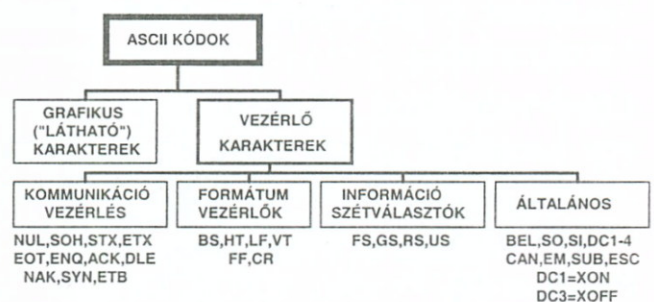 ASCII KÓDOK
GRAFIKUS
("LÁTHATÓ")
KARAKTEREK
VEZÉRLŐ
KARAKTEREK
KOMMUNIKÁCIÓ
VEZÉRLÉS
NUL,SOH,STX,ETX
EOT,ENQ,ACK,DLE
NAK,SYN,ETB
FORMÁTUM
VEZÉRLŐK
BS,HT,LF,VT
FF,CR
INFORMÁCIÓ
SZÉTVÁLASZTÓK
FS,GS,RS,US
ÁLTALÁNOS
BEL,SO,SI,DC1-4
CAN,EM,SUB,ESC
DC1=XON
DC3=XOFF